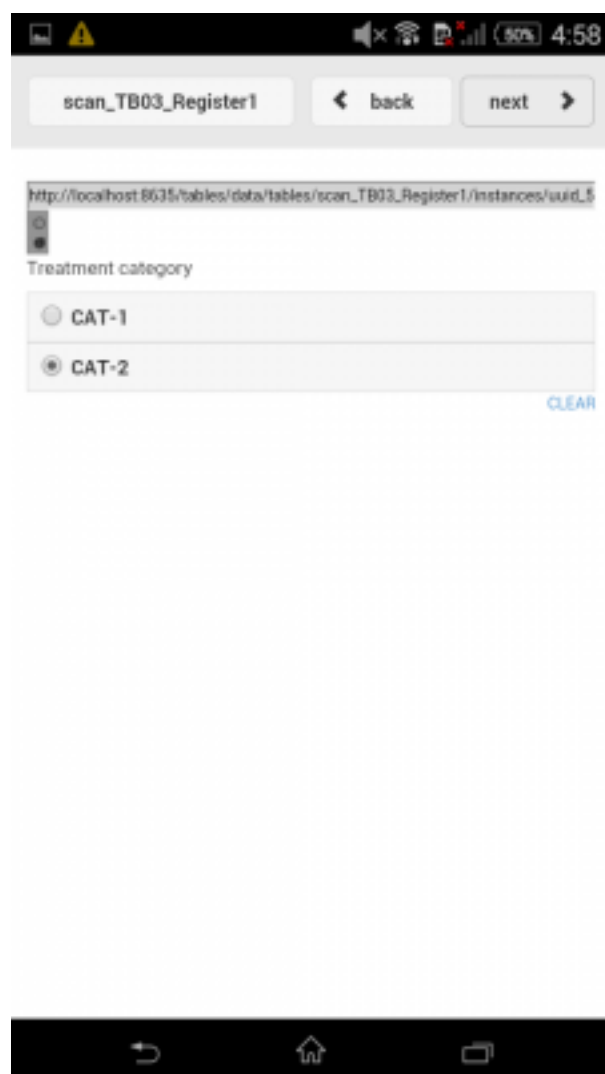 50% 4:58
scan_TB03_Register1 back next
http://localhost:8635/tables/data/tables/scan_TB03_Register1/instances/uuid_5
Treatment category
CAT-1
CAT-2
CLEAR